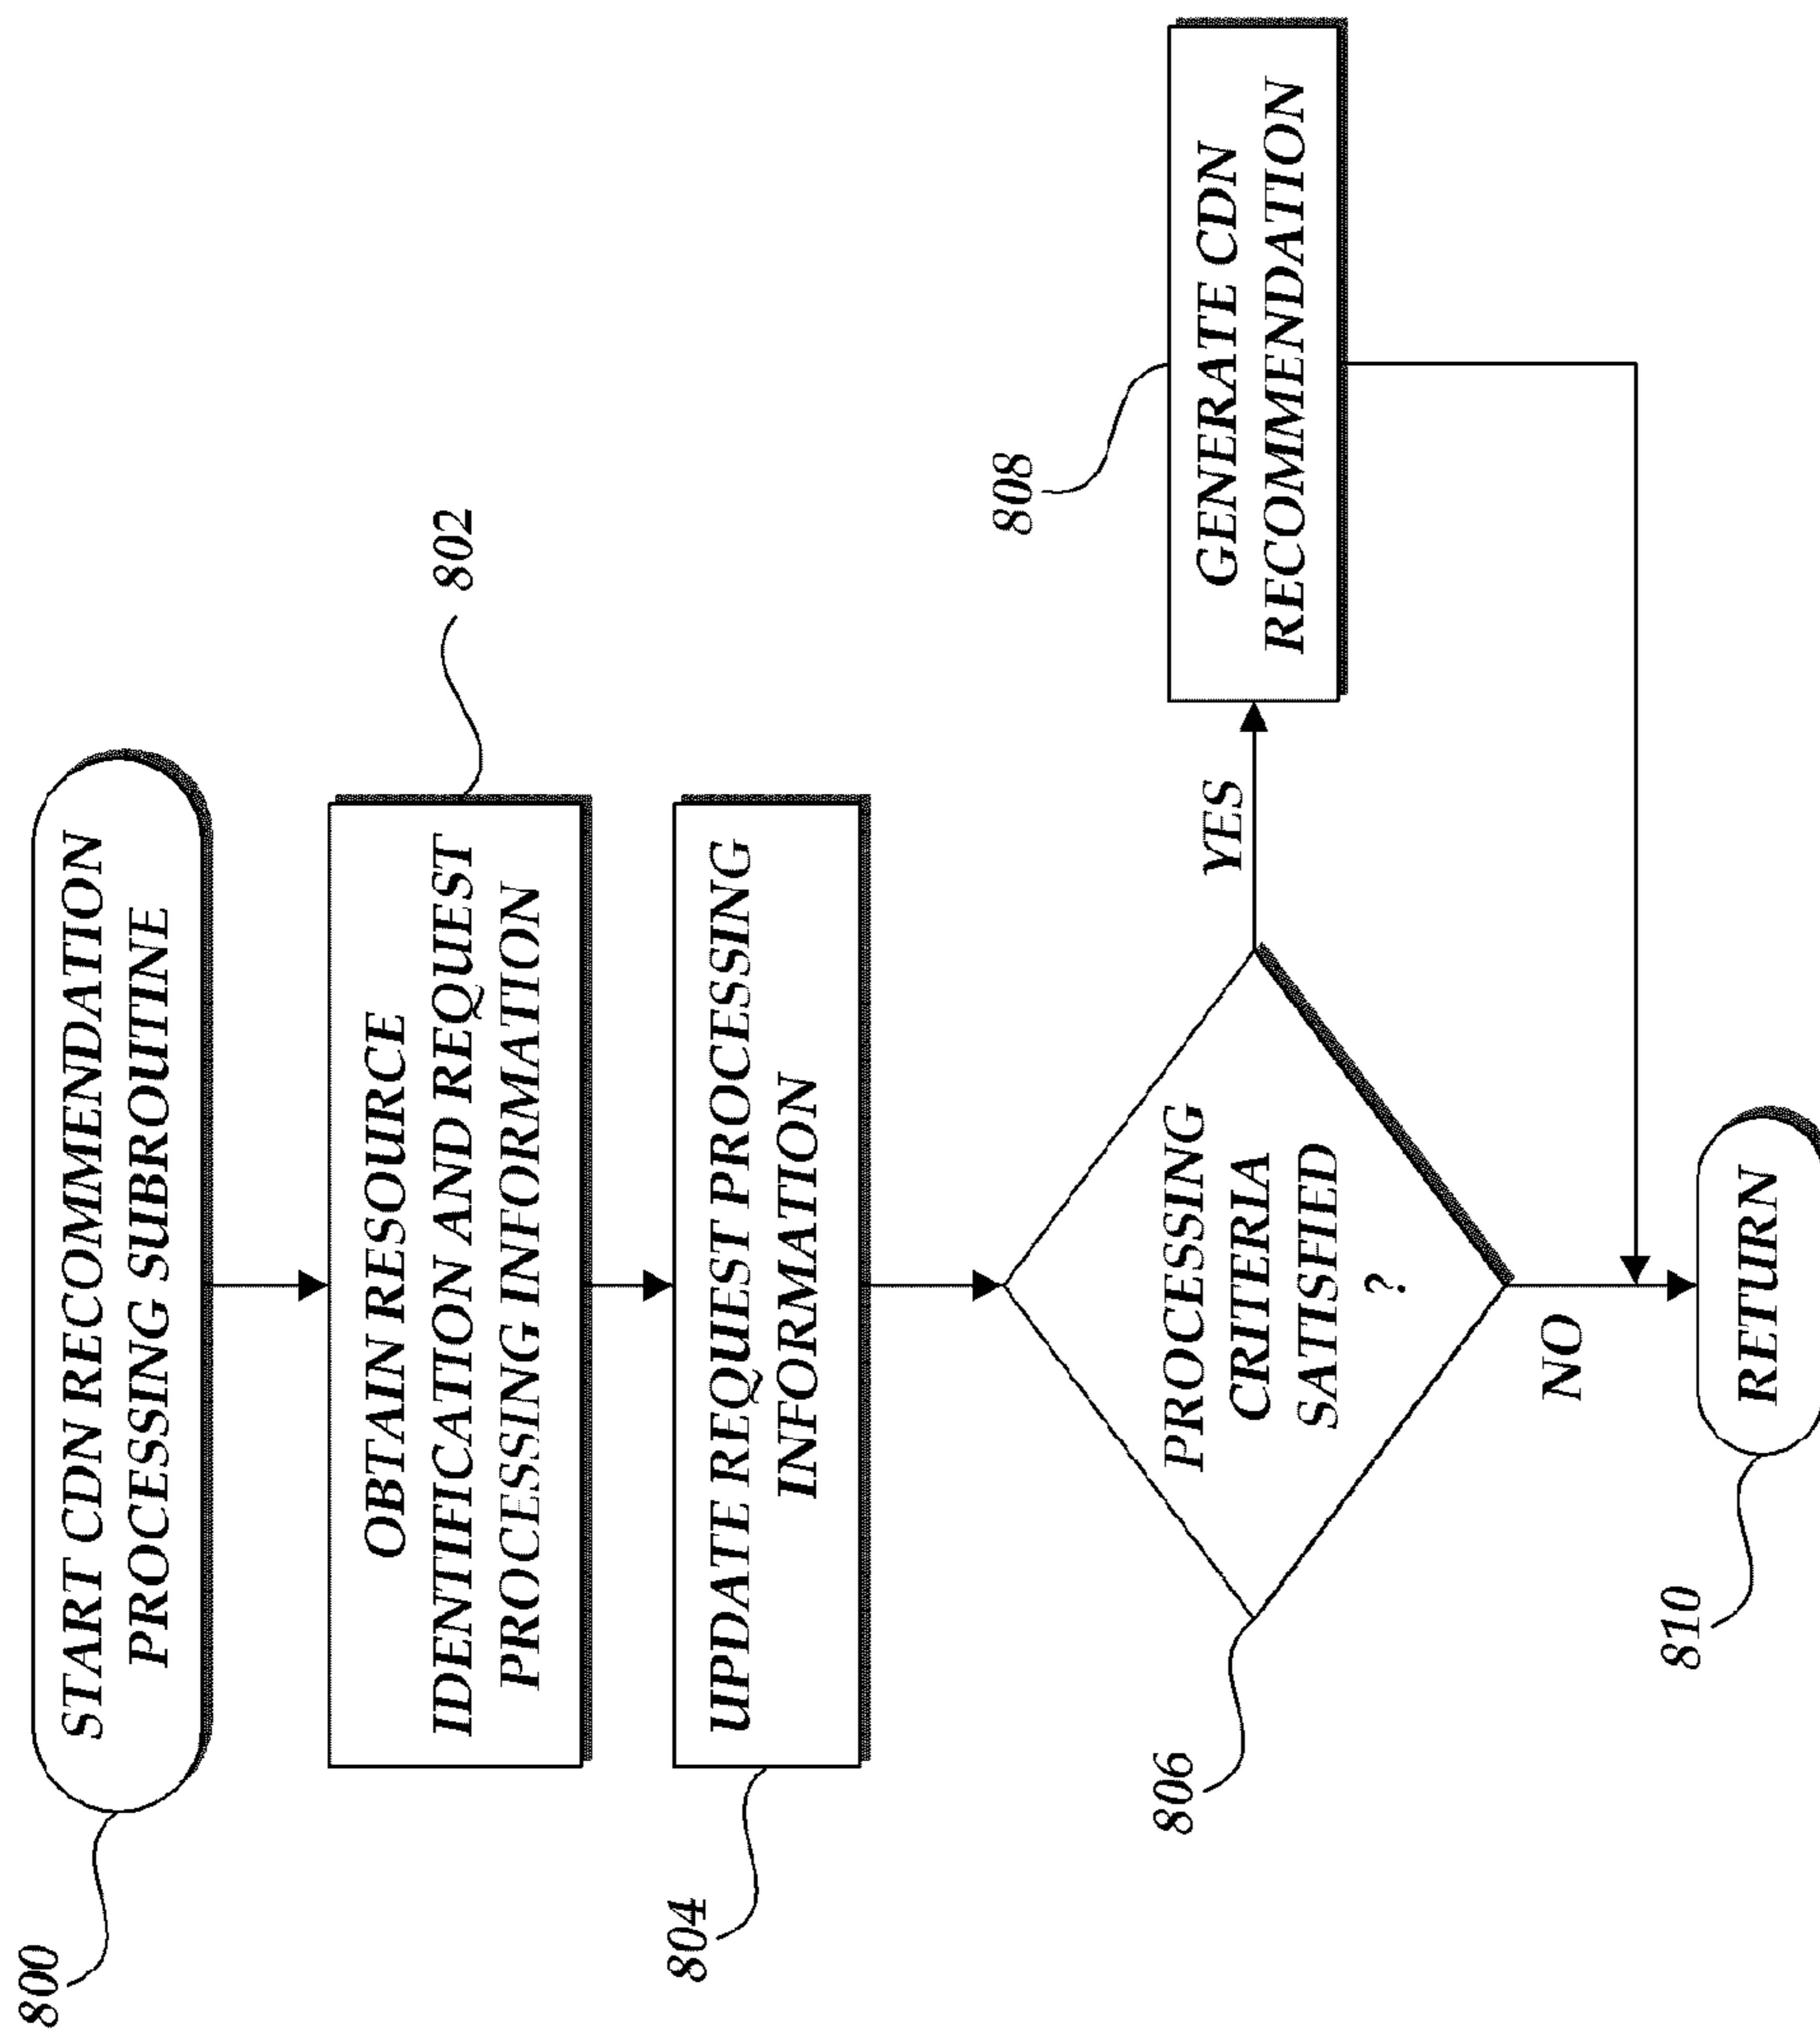 800
START CDN RECOMMENDATION
PROCESSING SUBROUTINE
802
OBTAIN RESOURCE
IDENTIFICATION AND REQUEST
PROCESSING INFORMATION
804
UPDATE REQUEST PROCESSING
INFORMATION
806
PROCESSING
CRITERIA
SATISFIED
?
YES
808
GENERATE CDN
RECOMMENDATION
NO
810
RETURN